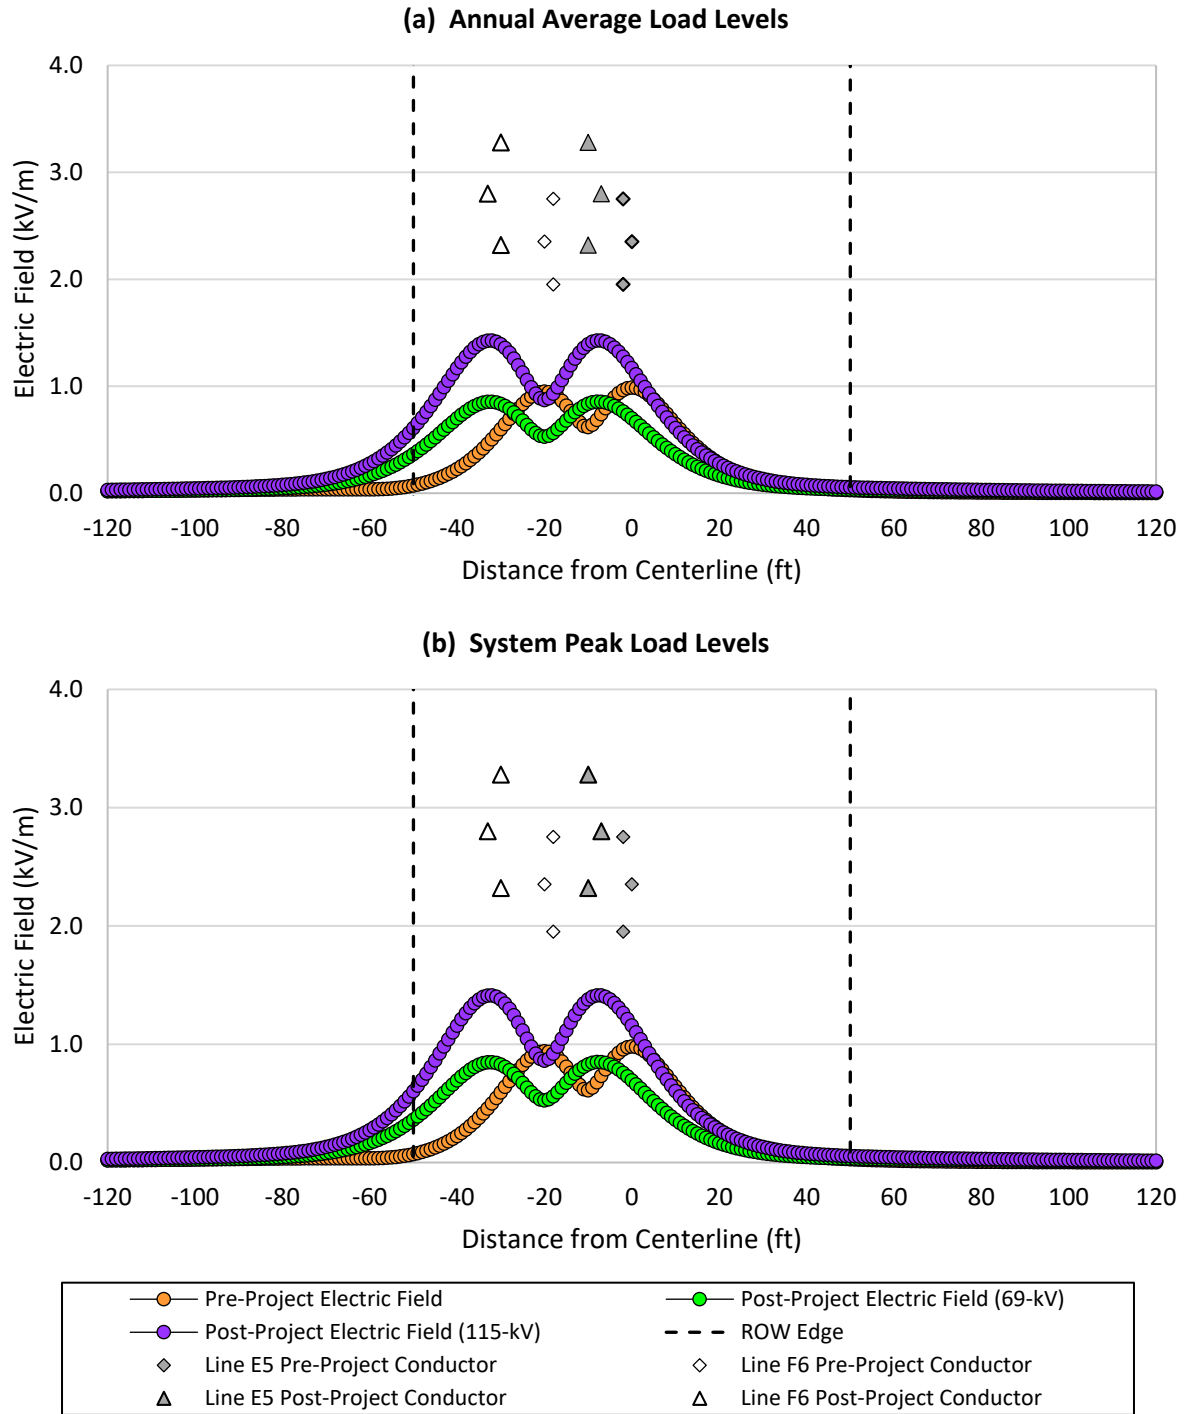 (a) Annual Average Load Levels
4.0
3.0
2.0
1.0
0.0
Electric Field (kV/m)
-120 -100 -80 -60 -40 -20 0 20 40 60 80 100 120
Distance from Centerline (ft)
(b) System Peak Load Levels
4.0
3.0
2.0
1.0
0.0
Electric Field (kV/m)
-120 -100 -80 -60 -40 -20 0 20 40 60 80 100 120
Distance from Centerline (ft)
Pre-Project Electric Field
Post-Project Electric Field (69-kV)
Post-Project Electric Field (115-kV)
ROW Edge
Line E5 Pre-Project Conductor
Line F6 Pre-Project Conductor
Line E5 Post-Project Conductor
Line F6 Post-Project Conductor